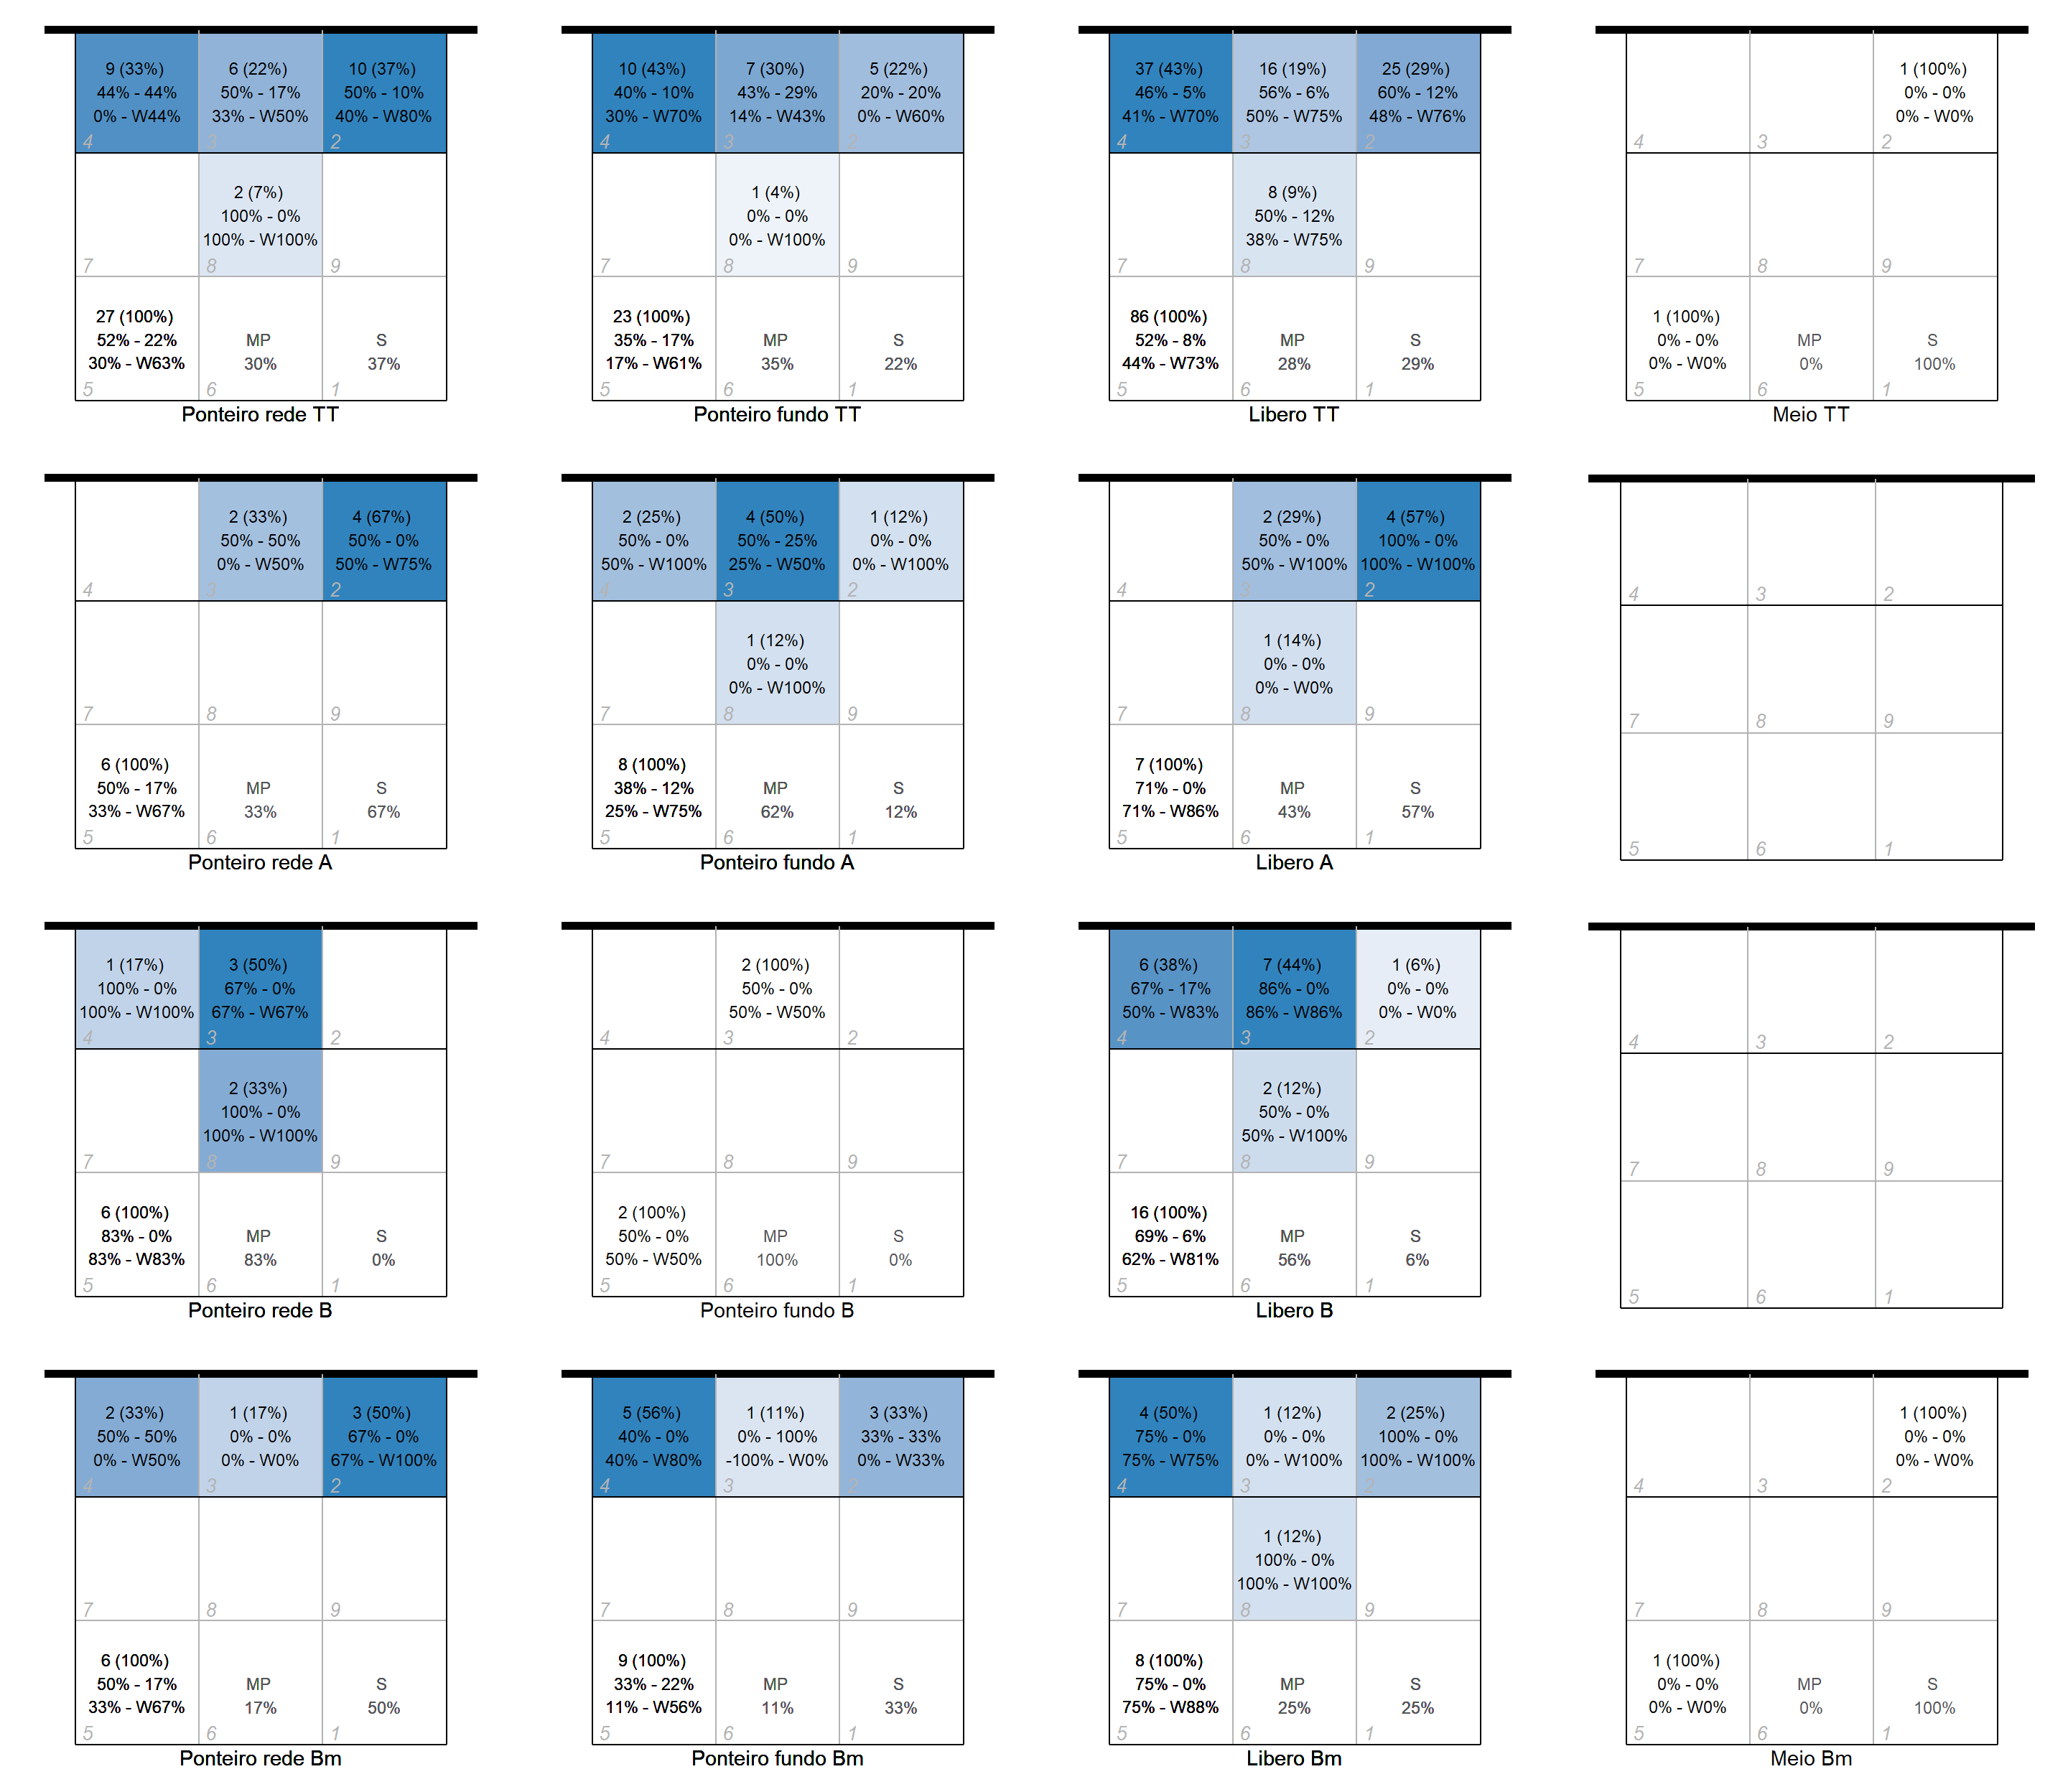 9 (33%)
44% - 44%
0% - W44%
4
6 (22%)
50% - 17%
33% - W50%
3
10 (37%)
50% - 10%
40% - W80%
2
7
2 (7%)
100% - 0%
100% - W100%
8
9
27 (100%)
52% - 22%
30% - W63%
5
MP
30%
6
S
37%
1
Ponteiro rede TT
10 (43%)
40% - 10%
30% - W70%
4
7 (30%)
43% - 29%
14% - W43%
3
5 (22%)
20% - 20%
0% - W60%
2
7
1 (4%)
0% - 0%
0% - W100%
8
9
23 (100%)
35% - 17%
17% - W61%
5
MP
35%
6
S
22%
1
Ponteiro fundo TT
37 (43%)
46% - 5%
41% - W70%
4
16 (19%)
56% - 6%
50% - W75%
3
25 (29%)
60% - 12%
48% - W76%
2
7
8 (9%)
50% - 12%
38% - W75%
8
9
86 (100%)
52% - 8%
44% - W73%
5
MP
28%
6
S
29%
1
Libero TT
4
3
1 (100%)
0% - 0%
0% - W0%
2
7
8
9
1 (100%)
0% - 0%
0% - W0%
5
MP
0%
6
S
100%
1
Meio TT
4
2 (33%)
50% - 50%
0% - W50%
3
4 (67%)
50% - 0%
50% - W75%
2
7
8
9
6 (100%)
50% - 17%
33% - W67%
5
MP
33%
6
S
67%
1
Ponteiro rede A
2 (25%)
50% - 0%
50% - W100%
4
4 (50%)
50% - 25%
25% - W50%
3
1 (12%)
0% - 0%
0% - W100%
2
7
1 (12%)
0% - 0%
0% - W100%
8
9
8 (100%)
38% - 12%
25% - W75%
5
MP
62%
6
S
12%
1
Ponteiro fundo A
4
2 (29%)
50% - 0%
50% - W100%
3
4 (57%)
100% - 0%
100% - W100%
2
7
1 (14%)
0% - 0%
0% - W0%
8
9
7 (100%)
71% - 0%
71% - W86%
5
MP
43%
6
S
57%
1
Libero A
4
3
2
7
8
9
5
6
1
1 (17%)
100% - 0%
100% - W100%
4
3 (50%)
67% - 0%
67% - W67%
3
2
7
2 (33%)
100% - 0%
100% - W100%
8
9
6 (100%)
83% - 0%
83% - W83%
5
MP
83%
6
S
0%
1
Ponteiro rede B
4
2 (100%)
50% - 0%
50% - W50%
3
2
7
8
9
2 (100%)
50% - 0%
50% - W50%
5
MP
100%
6
S
0%
1
Ponteiro fundo B
6 (38%)
67% - 17%
50% - W83%
4
7 (44%)
86% - 0%
86% - W86%
3
1 (6%)
0% - 0%
0% - W0%
2
7
2 (12%)
50% - 0%
50% - W100%
8
9
16 (100%)
69% - 6%
62% - W81%
5
MP
56%
6
S
6%
1
Libero B
4
3
2
7
8
9
5
6
1
2 (33%)
50% - 50%
0% - W50%
4
1 (17%)
0% - 0%
0% - W0%
3
3 (50%)
67% - 0%
67% - W100%
2
7
8
9
6 (100%)
50% - 17%
33% - W67%
5
MP
17%
6
S
50%
1
Ponteiro rede Bm
5 (56%)
40% - 0%
40% - W80%
4
1 (11%)
0% - 100%
-100% - W0%
3
3 (33%)
33% - 33%
0% - W33%
2
7
8
9
9 (100%)
33% - 22%
11% - W56%
5
MP
11%
6
S
33%
1
Ponteiro fundo Bm
4 (50%)
75% - 0%
75% - W75%
4
1 (12%)
0% - 0%
0% - W100%
3
2 (25%)
100% - 0%
100% - W100%
2
7
1 (12%)
100% - 0%
100% - W100%
8
9
8 (100%)
75% - 0%
75% - W88%
5
MP
25%
6
S
25%
1
Libero Bm
4
3
1 (100%)
0% - 0%
0% - W0%
2
7
8
9
1 (100%)
0% - 0%
0% - W0%
5
MP
0%
6
S
100%
1
Meio Bm